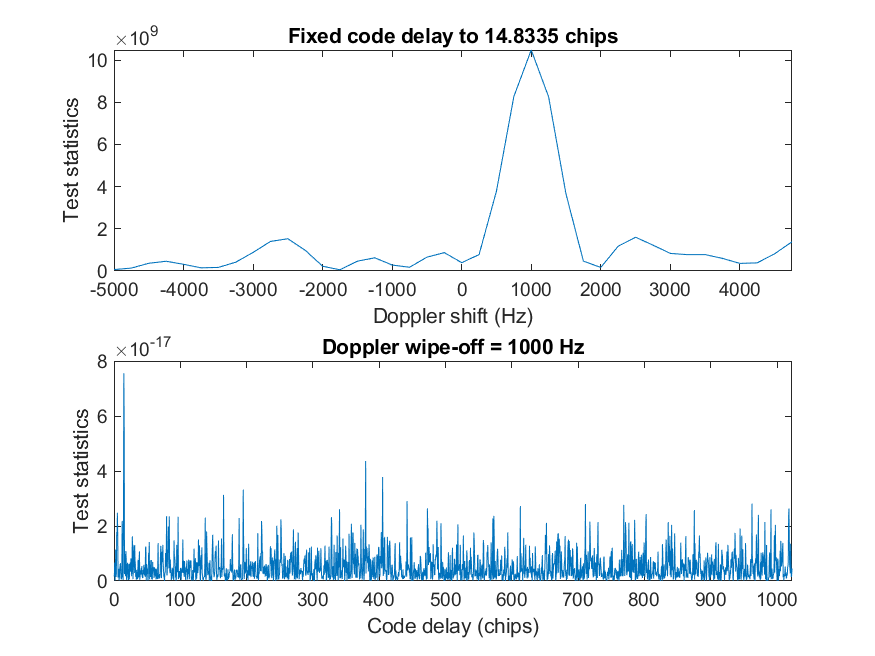 ×10^9
Fixed code delay to 14.8335 chips
10
8
6
4
2
0
Test statistics
-5000 -4000 -3000 -2000 -1000 0 1000 2000 3000 4000
Doppler shift (Hz)
×10^-17
Doppler wipe-off = 1000 Hz
8
6
4
2
0
Test statistics
0 100 200 300 400 500 600 700 800 900 1000
Code delay (chips)